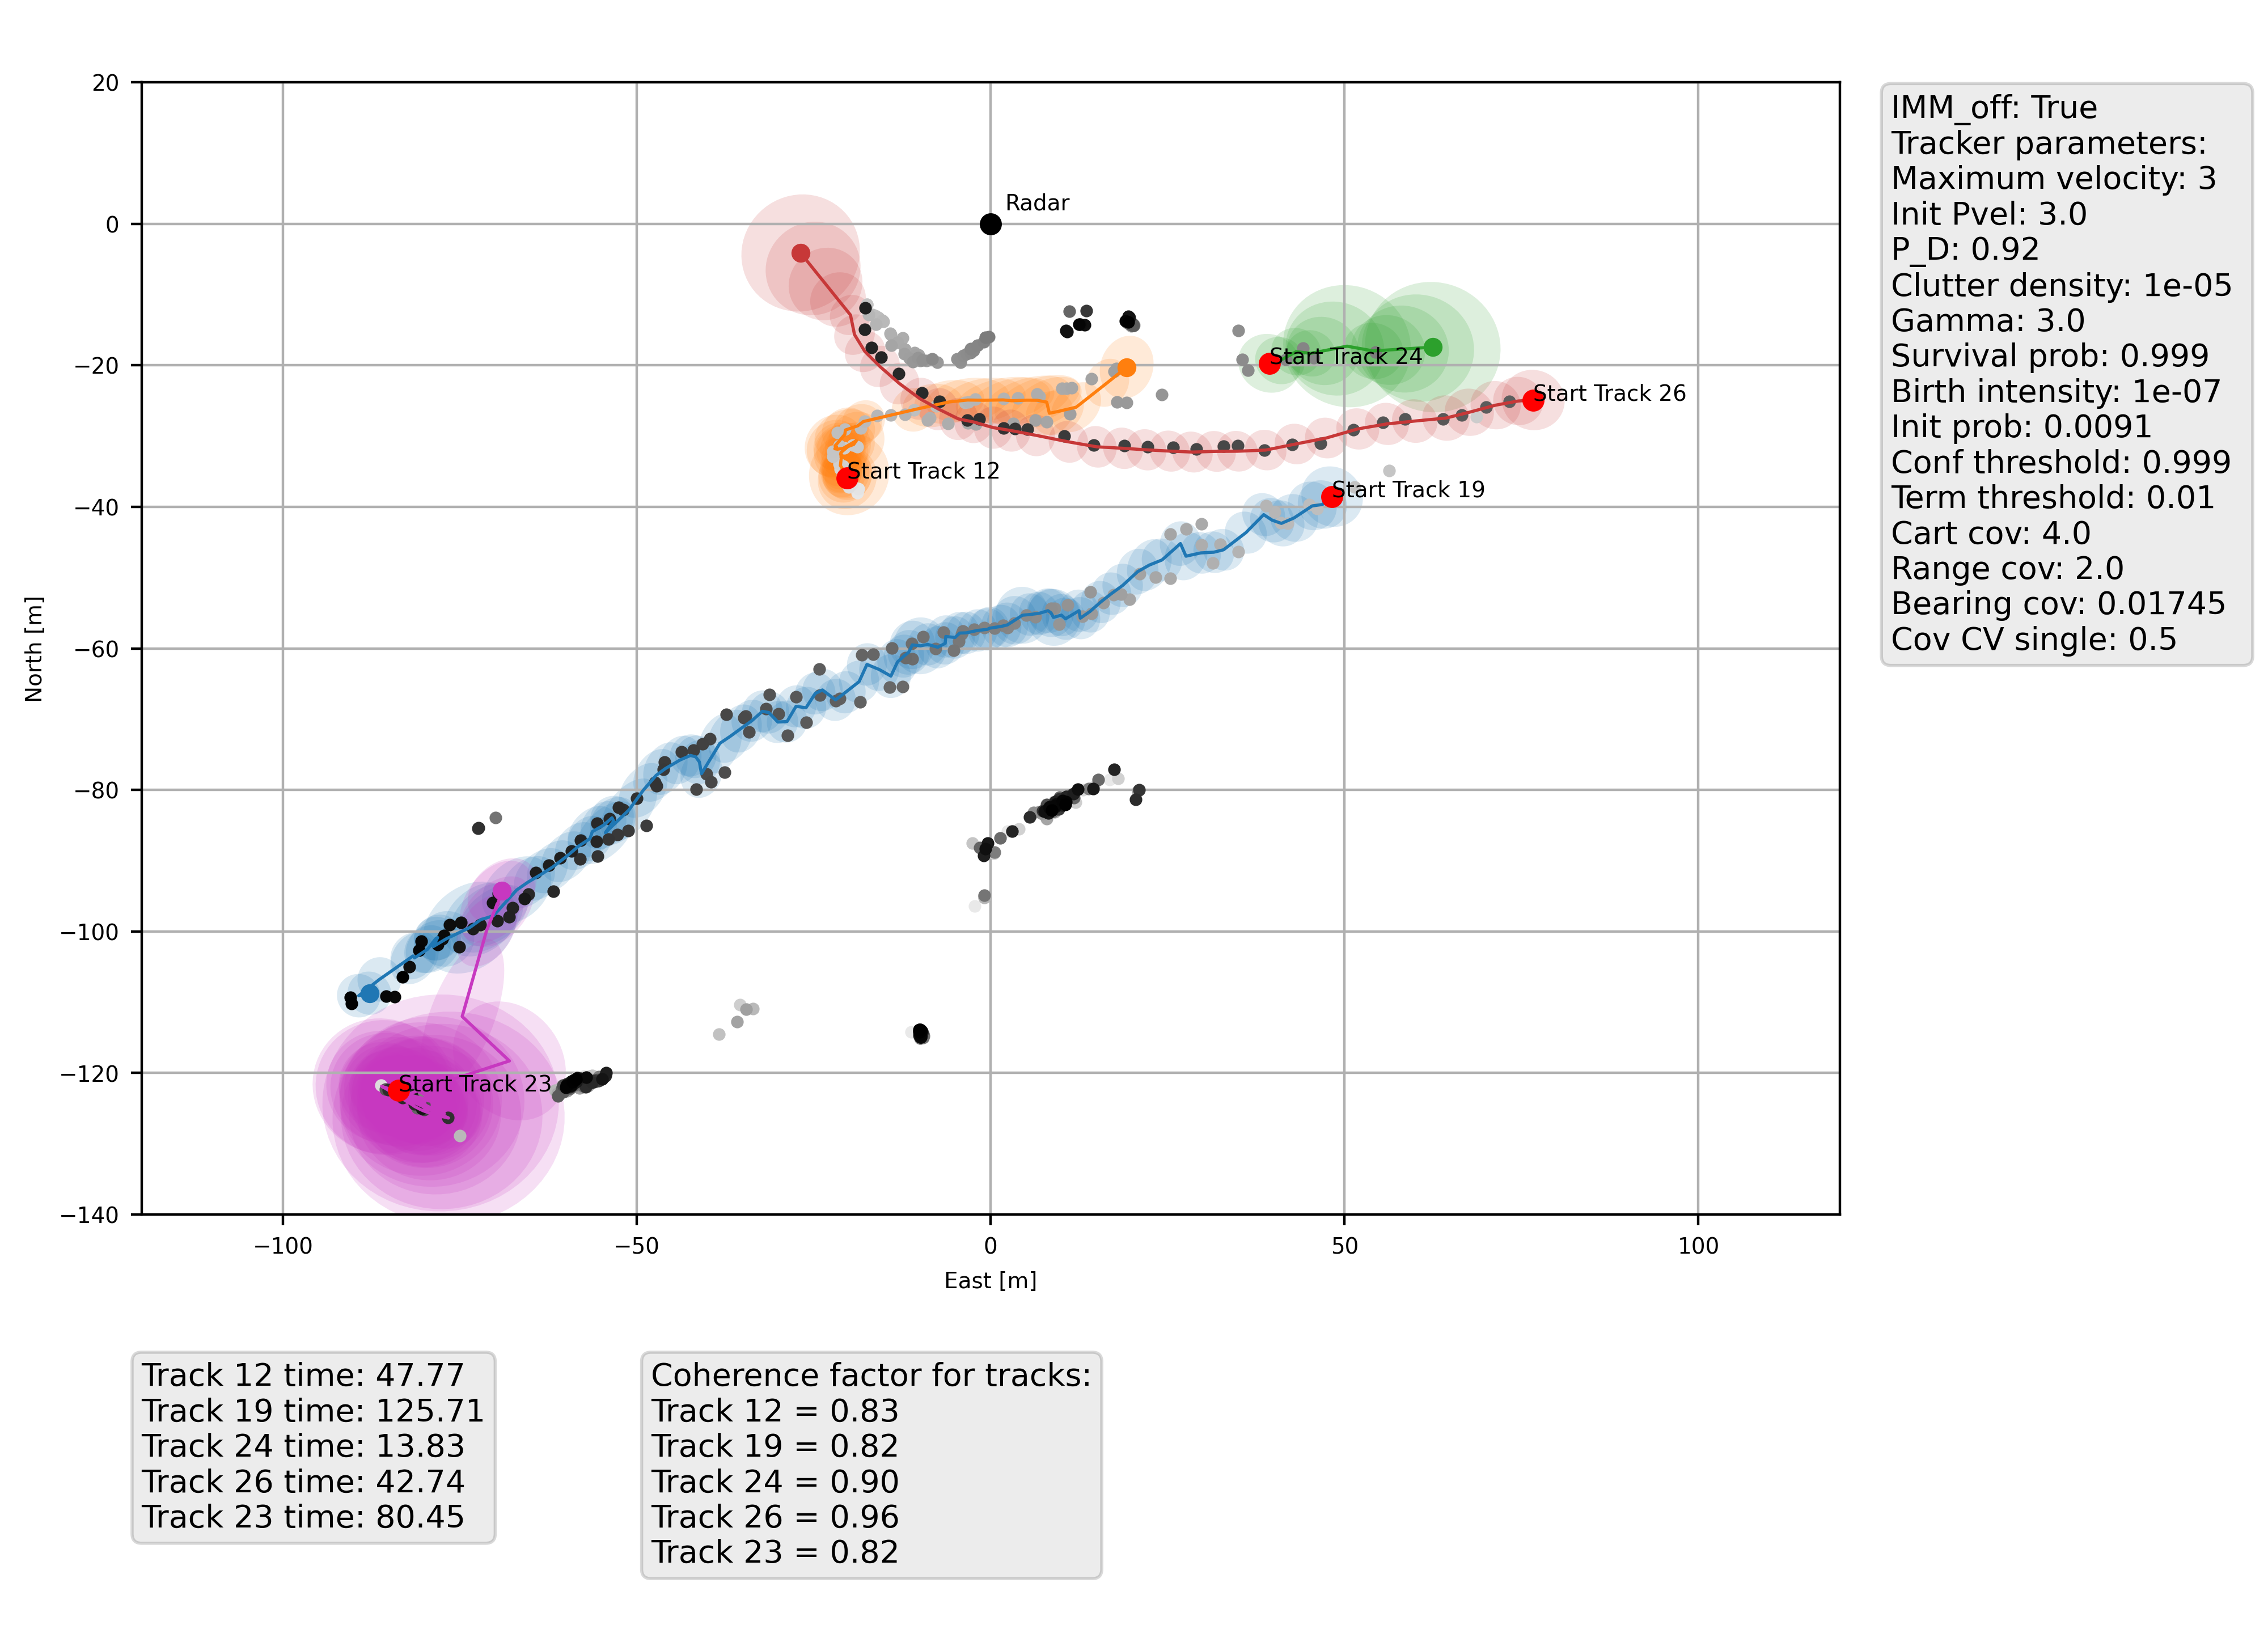 20
0
−20
−40
−60
−80
−100
−120
−140
North [m]
−100
−50
0
50
100
East [m]
Radar
Start Track 24
Start Track 26
Start Track 12
Start Track 19
Start Track 23
IMM_off: True
Tracker parameters:
Maximum velocity: 3
Init Pvel: 3.0
P_D: 0.92
Clutter density: 1e-05
Gamma: 3.0
Survival prob: 0.999
Birth intensity: 1e-07
Init prob: 0.0091
Conf threshold: 0.999
Term threshold: 0.01
Cart cov: 4.0
Range cov: 2.0
Bearing cov: 0.01745
Cov CV single: 0.5
Track 12 time: 47.77
Track 19 time: 125.71
Track 24 time: 13.83
Track 26 time: 42.74
Track 23 time: 80.45
Coherence factor for tracks:
Track 12 = 0.83
Track 19 = 0.82
Track 24 = 0.90
Track 26 = 0.96
Track 23 = 0.82